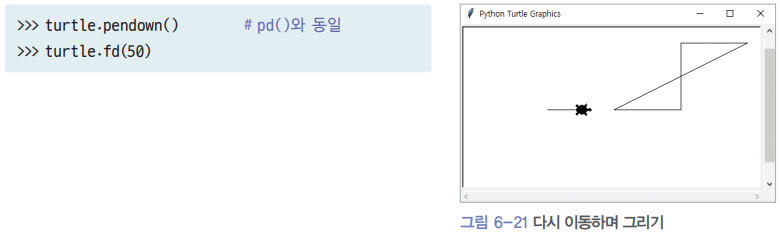 >>> turtle.pendown() # pd()와 동일
>>> turtle.fd(50)
Python Turtle Graphics
그림 6-21 다시 이동하며 그리기